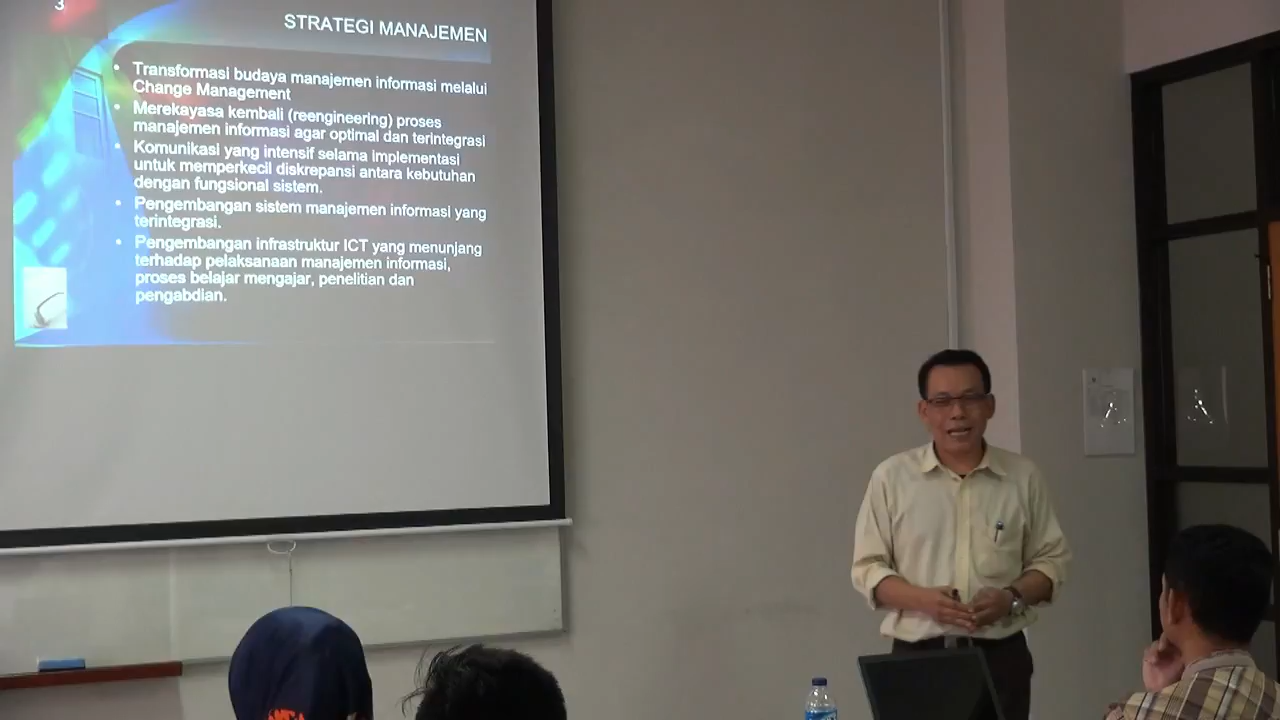 3
STRATEGI MANAJEMEN
• Transformasi budaya manajemen informasi melalui
Change Management
• Merekayasa kembali (reengineering) proses
manajemen informasi agar optimal dan terintegrasi
• Komunikasi yang intensif selama implementasi
untuk memperkecil diskrepansi antara kebutuhan
dengan fungsional sistem.
• Pengembangan sistem manajemen informasi yang
terintegrasi.
• Pengembangan infrastruktur ICT yang menunjang
terhadap pelaksanaan manajemen informasi,
proses belajar mengajar, penelitian dan
pengabdian.